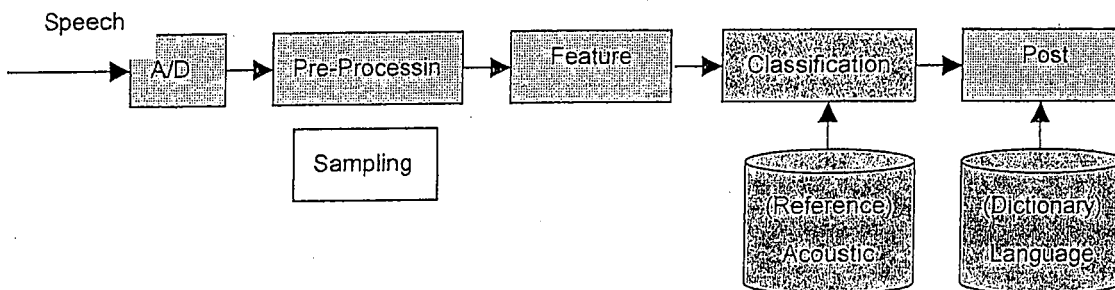 Speech
A/D
Pre-Processin
Feature
Classification
Post
Sampling
(Reference)
Acoustic
(Dictionary)
Language